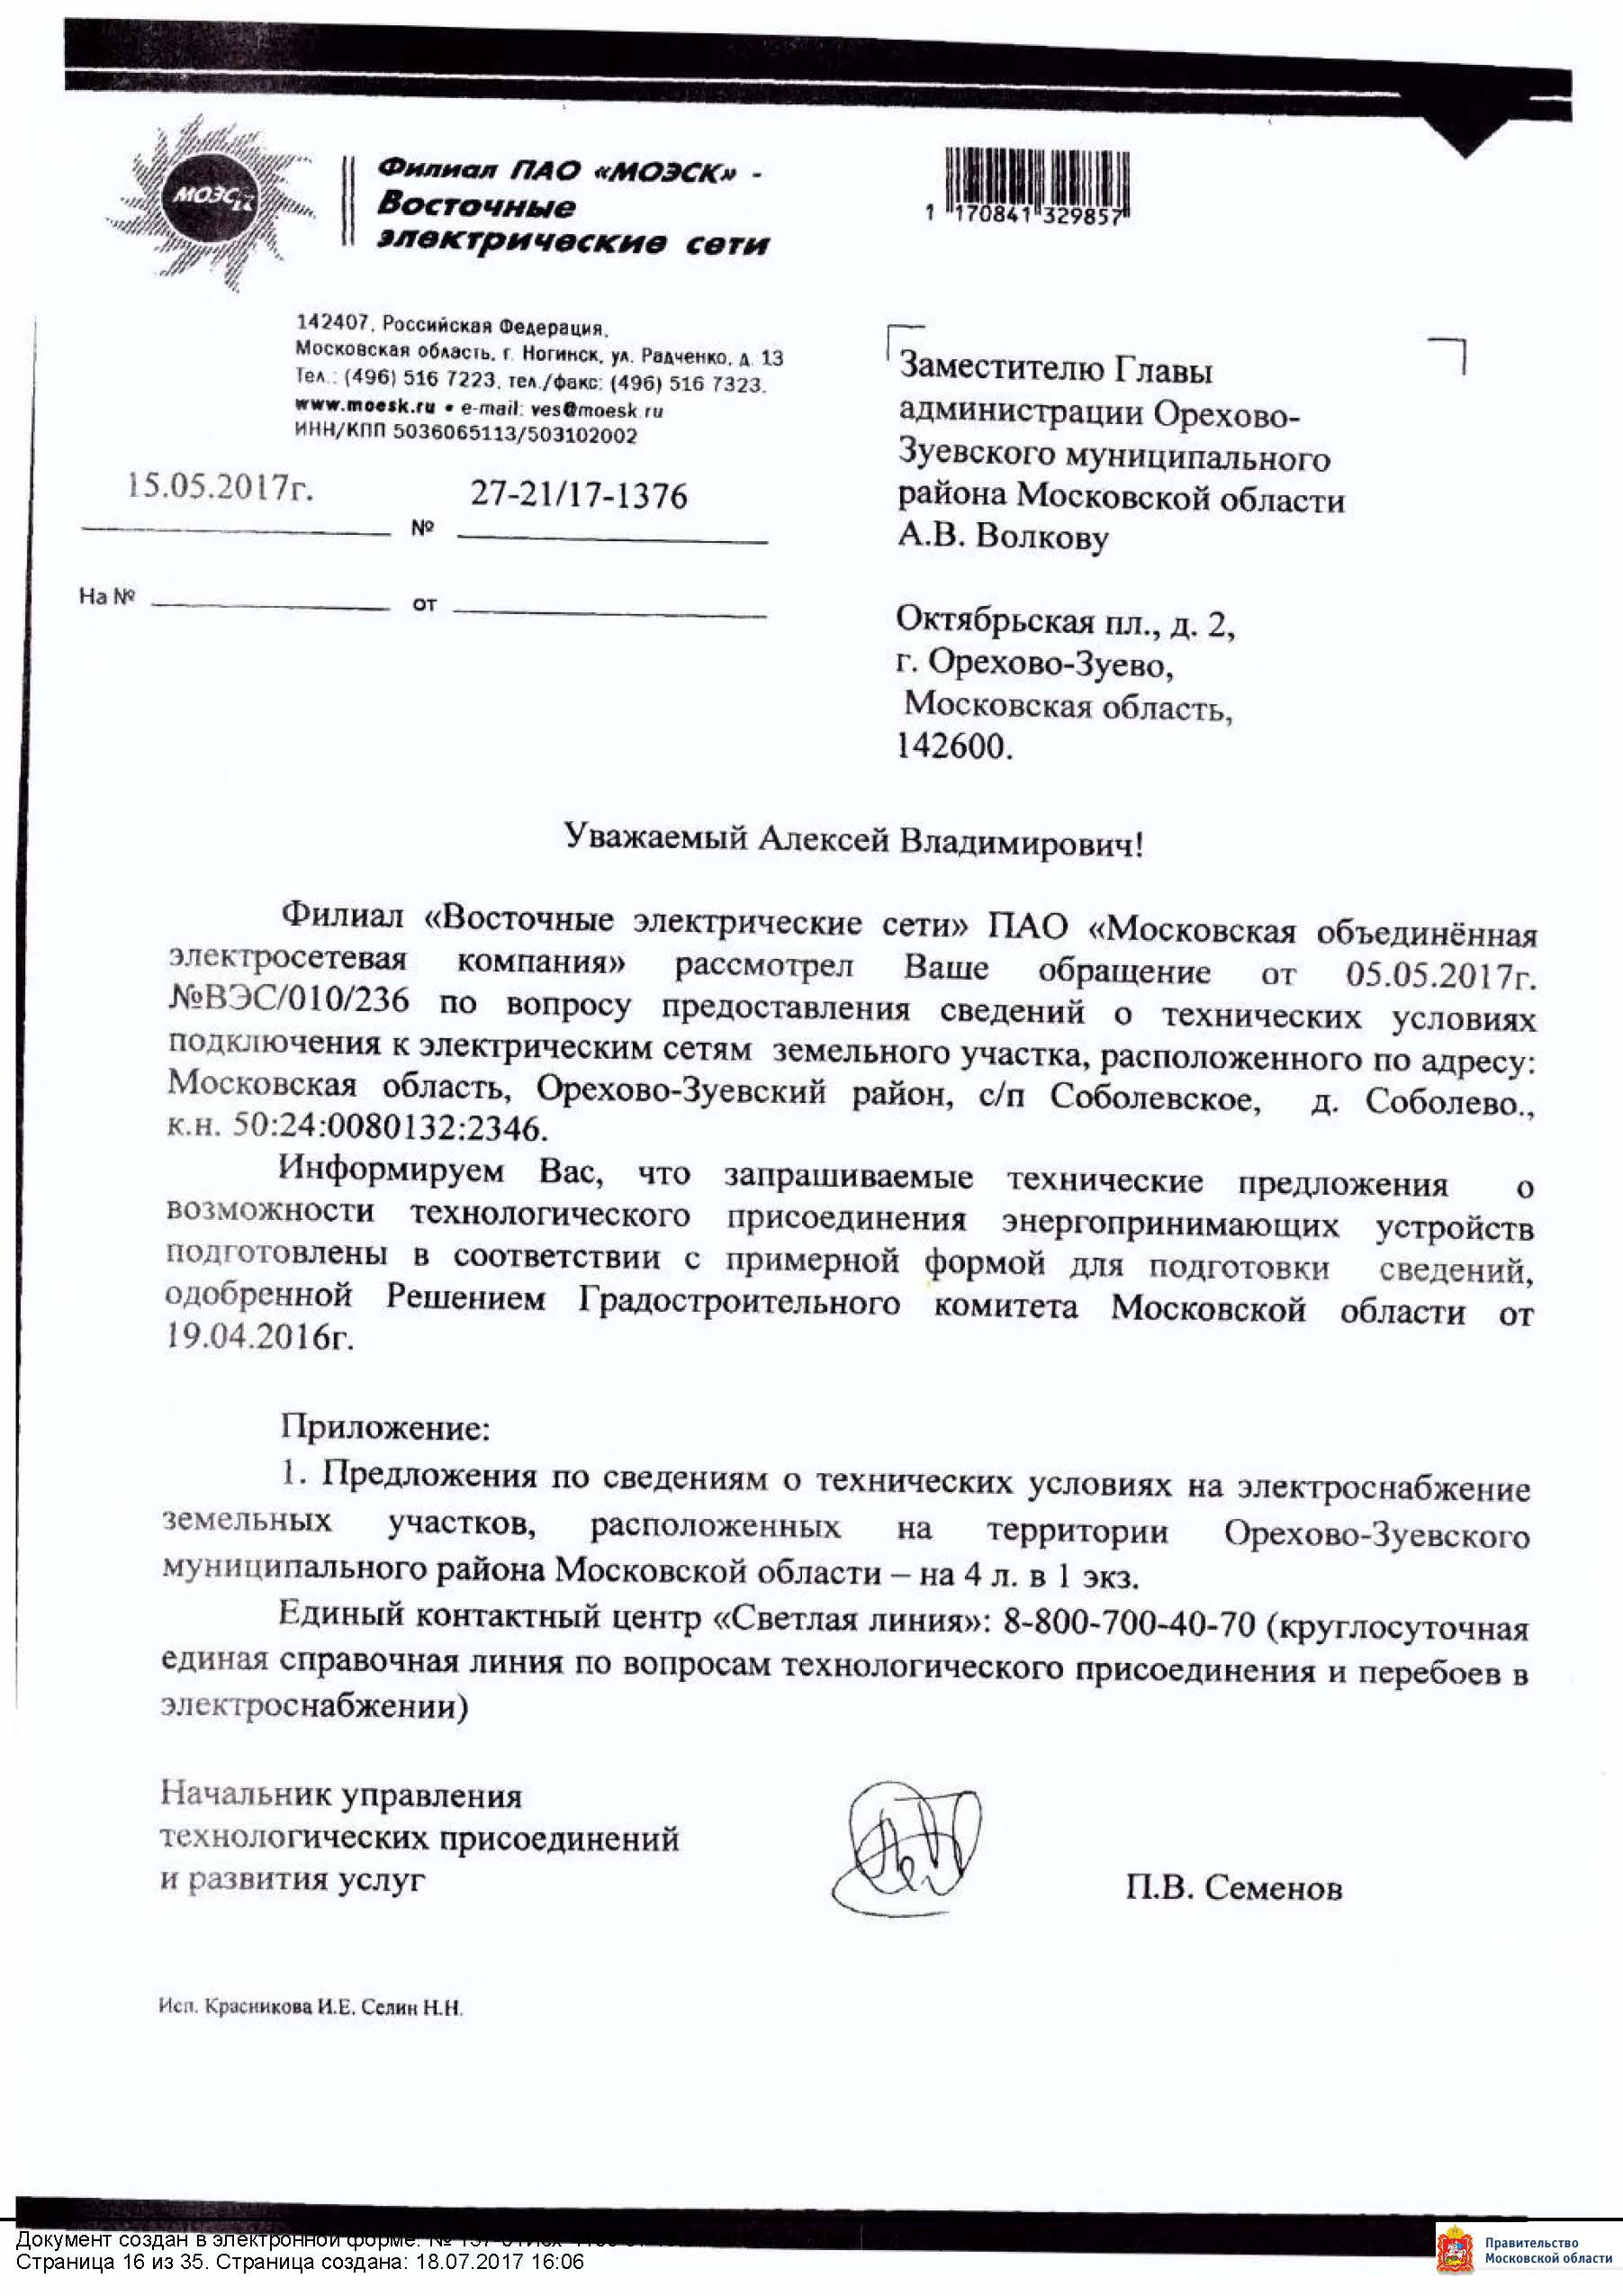 МОЭСК
Филиал ПАО «МОЭСК» -
Восточные
электрические сети
1 170841 329857
142407, Российская Федерация,
Московская область, г. Ногинск, ул. Радченко, д. 13
Тел.: (496) 516 7223, тел./факс: (496) 516 7323.
www.moesk.ru • e-mail: ves@moesk.ru
ИНН/КПП 5036065113/503102002
15.05.2017г. № 27-21/17-1376
На № от
Заместителю Главы
администрации Орехово-
Зуевского муниципального
района Московской области
А.В. Волкову
Октябрьская пл., д. 2,
г. Орехово-Зуево,
Московская область,
142600.
Уважаемый Алексей Владимирович!
Филиал «Восточные электрические сети» ПАО «Московская объединённая
электросетевая компания» рассмотрел Ваше обращение от 05.05.2017г.
№ВЭС/010/236 по вопросу предоставления сведений о технических условиях
подключения к электрическим сетям земельного участка, расположенного по адресу:
Московская область, Орехово-Зуевский район, с/п Соболевское, д. Соболево.,
к.н. 50:24:0080132:2346.
Информируем Вас, что запрашиваемые технические предложения о
возможности технологического присоединения энергопринимающих устройств
подготовлены в соответствии с примерной формой для подготовки сведений,
одобренной Решением Градостроительного комитета Московской области от
19.04.2016г.
Приложение:
1. Предложения по сведениям о технических условиях на электроснабжение
земельных участков, расположенных на территории Орехово-Зуевского
муниципального района Московской области – на 4 л. в 1 экз.
Единый контактный центр «Светлая линия»: 8-800-700-40-70 (круглосуточная
единая справочная линия по вопросам технологического присоединения и перебоев в
электроснабжении)
Начальник управления
технологических присоединений
и развития услуг
П.В. Семенов
Исп. Красникова И.Е. Селин Н.Н.
Документ создан в электронной форме. №
Страница 16 из 35. Страница создана: 18.07.2017 16:06
Правительство
Московской области